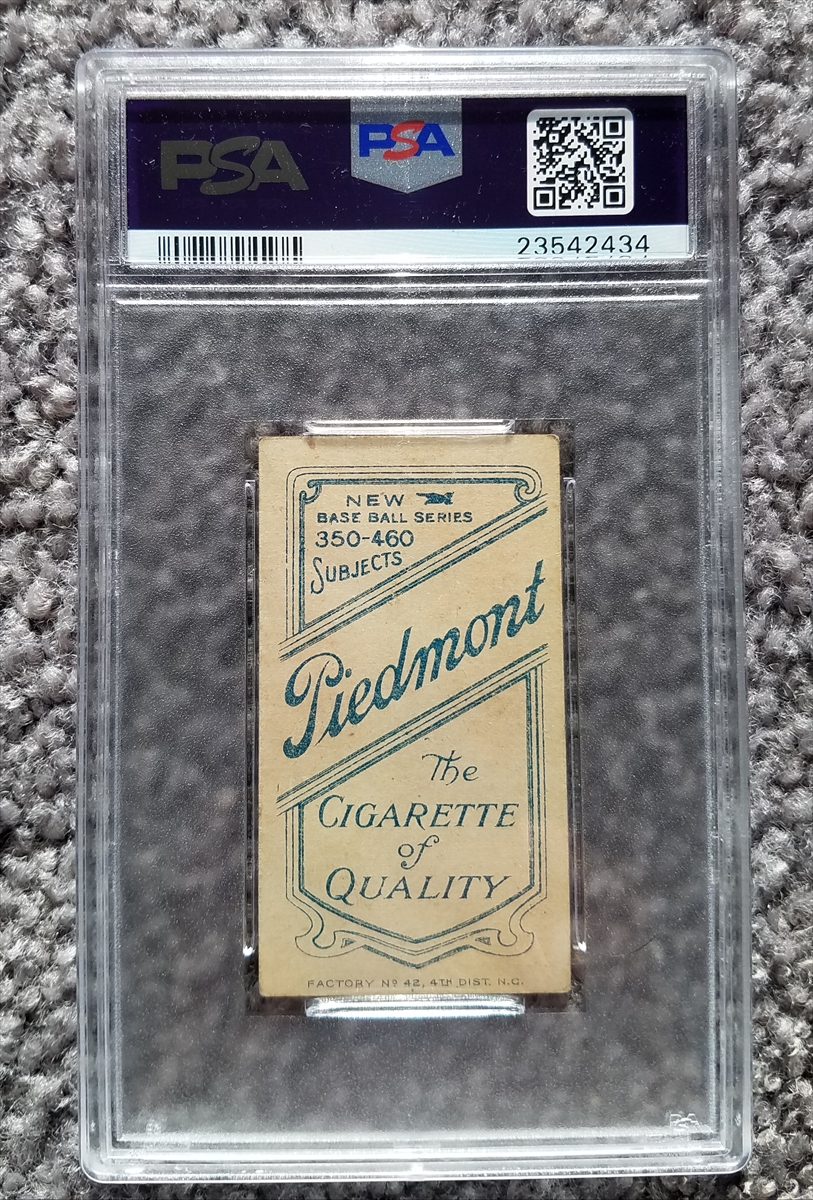 PSA PSA
23542434
NEW
BASE BALL SERIES
350-460
SUBJECTS
Piedmont
The
CIGARETTE
of
QUALITY
FACTORY Nº 42, 4TH DIST. N.C.
PSA